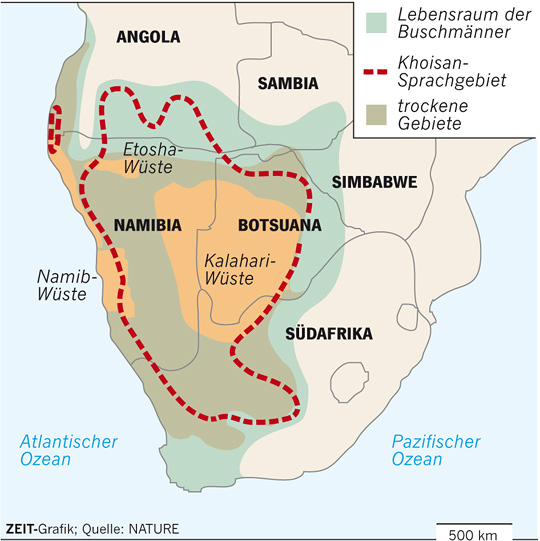 Lebensraum der
Buschmänner
Khoisan-
Sprachgebiet
trockene
Gebiete
ANGOLA
SAMBIA
Etosha-
Wüste
SIMBABWE
NAMIBIA
BOTSUANA
Kalahari-
Wüste
Namib-
Wüste
SÜDAFRIKA
Atlantischer
Ozean
Pazifischer
Ozean
ZEIT-Grafik; Quelle: NATURE
500 km